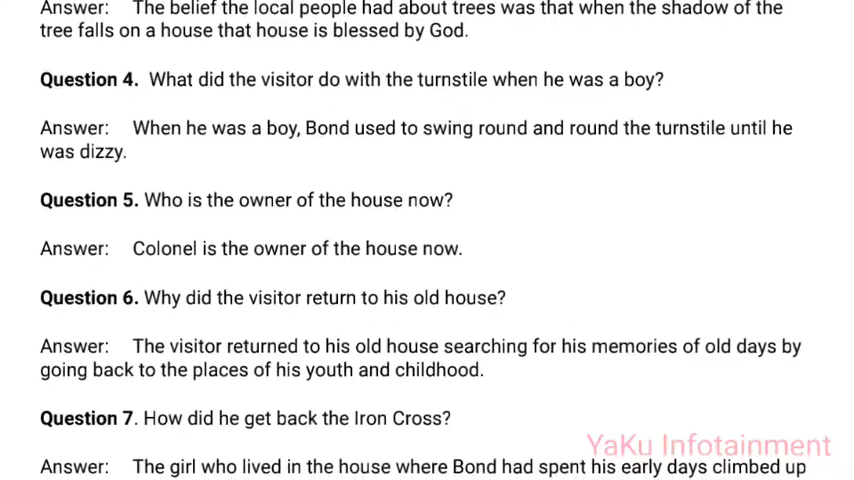 Answer: The belief the local people had about trees was that when the shadow of the
tree falls on a house that house is blessed by God.
Question 4. What did the visitor do with the turnstile when he was a boy?
Answer: When he was a boy, Bond used to swing round and round the turnstile until he
was dizzy.
Question 5. Who is the owner of the house now?
Answer: Colonel is the owner of the house now.
Question 6. Why did the visitor return to his old house?
Answer: The visitor returned to his old house searching for his memories of old days by
going back to the places of his youth and childhood.
Question 7. How did he get back the Iron Cross?
YaKu Infotainment
Answer: The girl who lived in the house where Bond had spent his early days climbed up